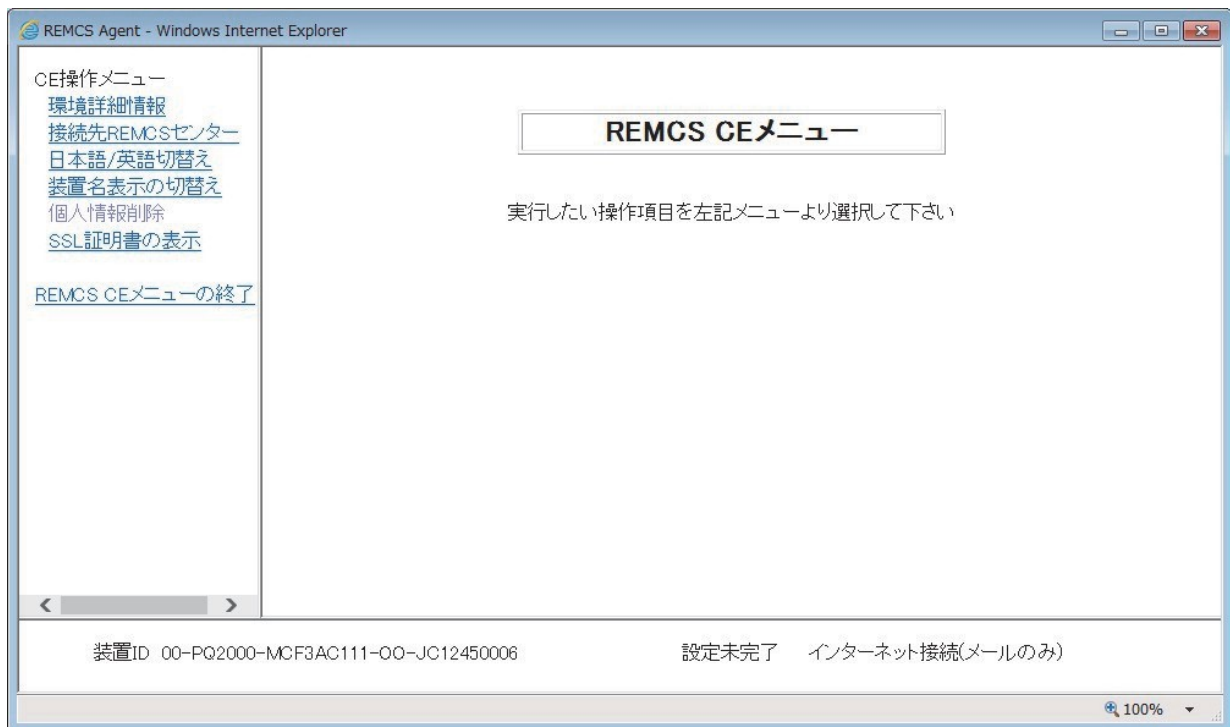 REMCS Agent - Windows Internet Explorer
CE操作メニュー
環境詳細情報
接続先REMCSセンター
日本語/英語切替え
装置名表示の切替え
個人情報削除
SSL証明書の表示
REMCS CEメニューの終了
REMCS CEメニュー
実行したい操作項目を左記メニューより選択して下さい
装置ID 00-PQ2000-MCF3AC111-OO-JC12450006 設定未完了 インターネット接続(メールのみ)
100%